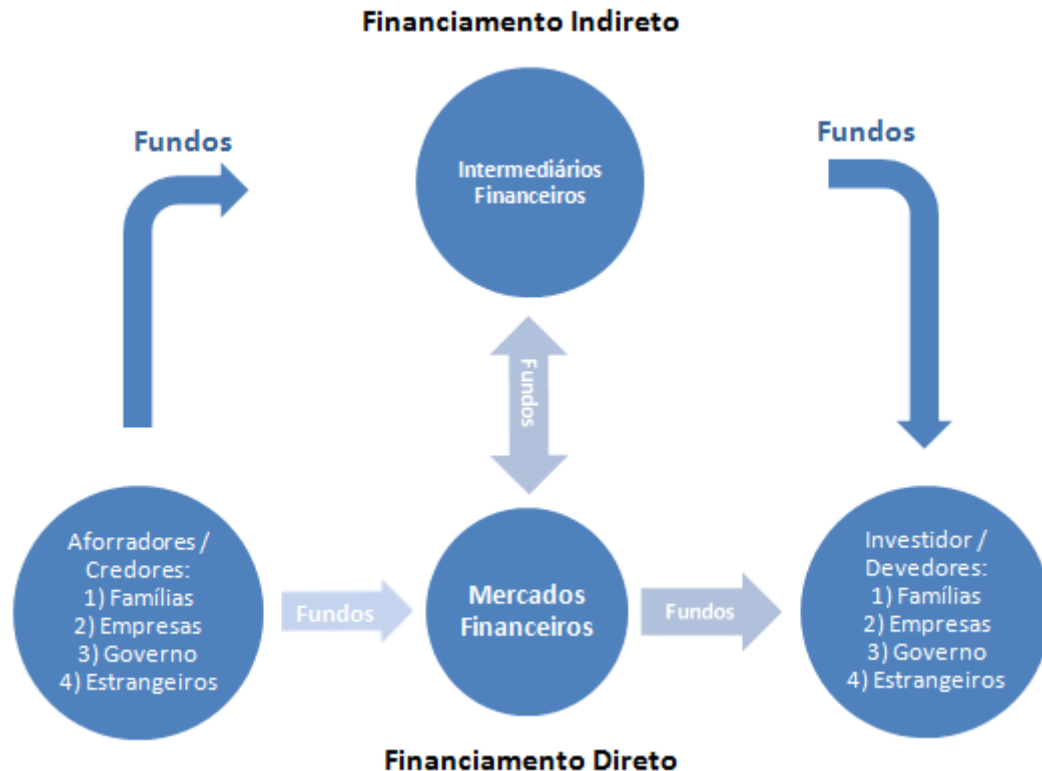 Financiamento Indireto
Fundos
Fundos
Intermediários
Financeiros
Fundos
Aforradores /
Credores:
1) Famílias
2) Empresas
3) Governo
4) Estrangeiros
Fundos
Mercados
Financeiros
Fundos
Investidor /
Devedores:
1) Famílias
2) Empresas
3) Governo
4) Estrangeiros
Financiamento Direto